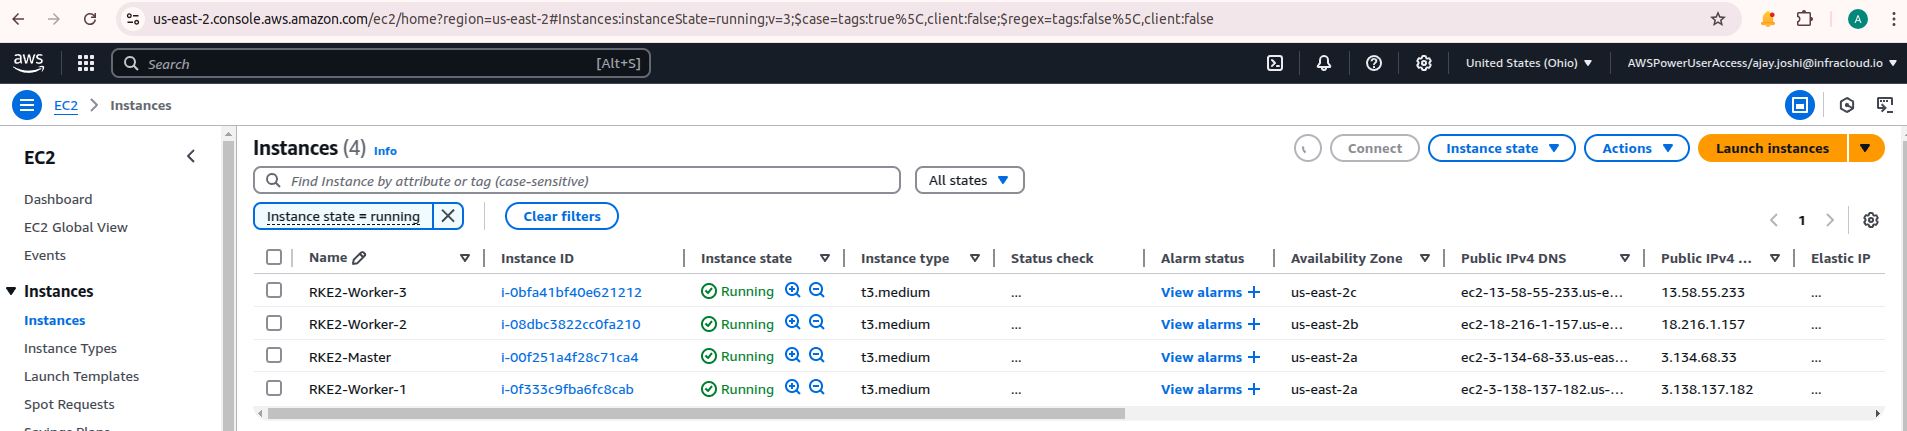 us-east-2.console.aws.amazon.com/ec2/home?region=us-east-2#Instances:instanceState=running;v=3;$case=tags:true%5C,client:false;$regex=tags:false%5C,client:false
A
aws
Search [Alt+S]
United States (Ohio)
AWSPowerUserAccess/ajay.joshi@infracloud.io
EC2 > Instances
EC2
Dashboard
EC2 Global View
Events
Instances
Instances
Instance Types
Launch Templates
Spot Requests
Savings Plans
Instances (4) Info
Connect
Instance state
Actions
Launch instances
Find Instance by attribute or tag (case-sensitive)
All states
Instance state = running
Clear filters
1
Name Instance ID Instance state Instance type Status check Alarm status Availability Zone Public IPv4 DNS Public IPv4 ... Elastic IP
RKE2-Worker-3 i-0bfa41bf40e621212 Running t3.medium ... View alarms + us-east-2c ec2-13-58-55-233.us-e... 13.58.55.233 ...
RKE2-Worker-2 i-08dbc3822cc0fa210 Running t3.medium ... View alarms + us-east-2b ec2-18-216-1-157.us-e... 18.216.1.157 ...
RKE2-Master i-00f251a4f28c71ca4 Running t3.medium ... View alarms + us-east-2a ec2-3-134-68-33.us-eas... 3.134.68.33 ...
RKE2-Worker-1 i-0f333c9fba6fc8cab Running t3.medium ... View alarms + us-east-2a ec2-3-138-137-182.us-... 3.138.137.182 ...